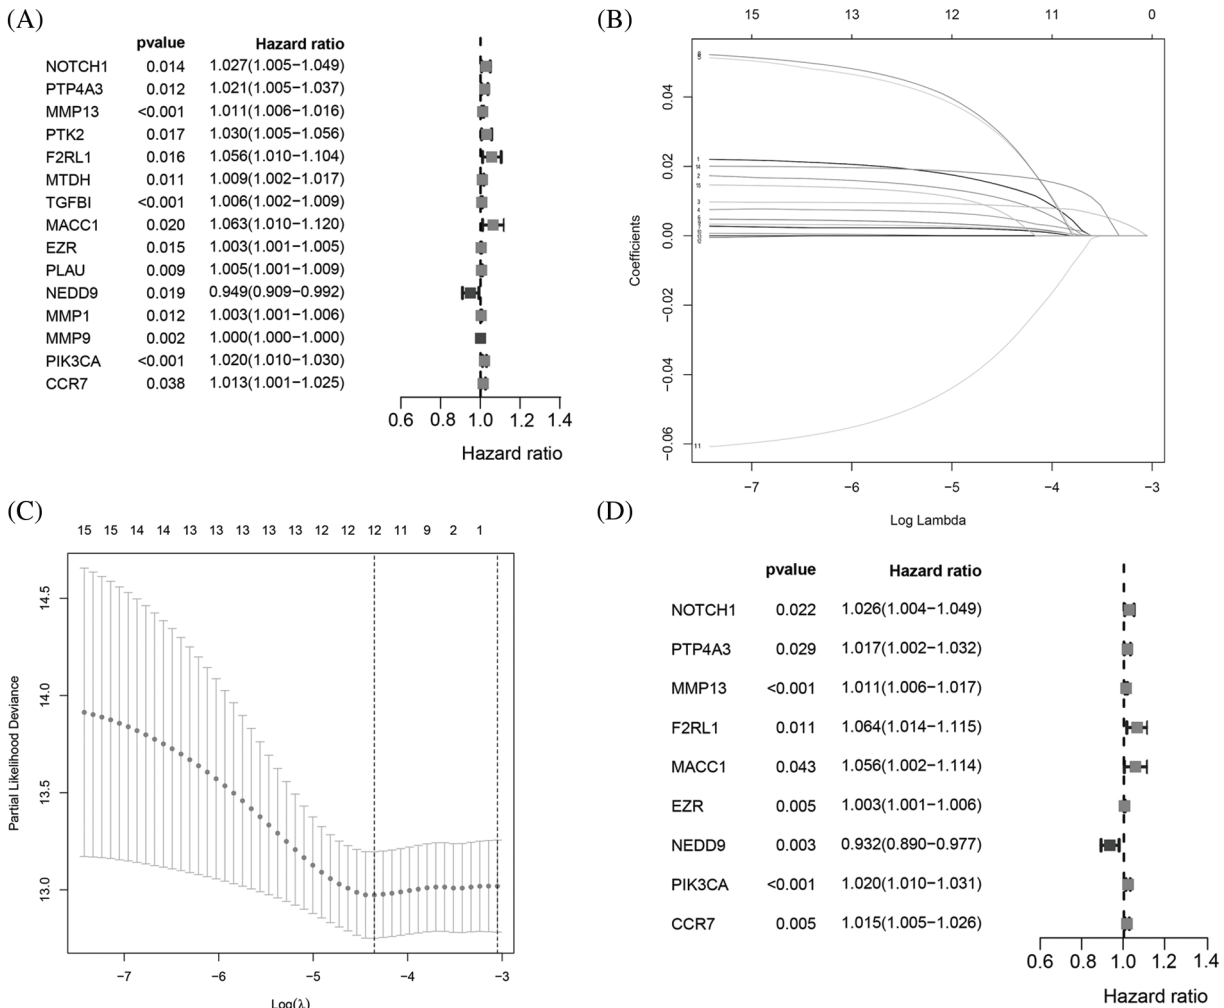 (A)
pvalue Hazard ratio
NOTCH1 0.014 1.027(1.005−1.049)
PTP4A3 0.012 1.021(1.005−1.037)
MMP13 <0.001 1.011(1.006−1.016)
PTK2 0.017 1.030(1.005−1.056)
F2RL1 0.016 1.056(1.010−1.104)
MTDH 0.011 1.009(1.002−1.017)
TGFBI <0.001 1.006(1.002−1.009)
MACC1 0.020 1.063(1.010−1.120)
EZR 0.015 1.003(1.001−1.005)
PLAU 0.009 1.005(1.001−1.009)
NEDD9 0.019 0.949(0.909−0.992)
MMP1 0.012 1.003(1.001−1.006)
MMP9 0.002 1.000(1.000−1.000)
PIK3CA <0.001 1.020(1.010−1.030)
CCR7 0.038 1.013(1.001−1.025)
0.6 0.8 1.0 1.2 1.4
Hazard ratio
(B)
15 13 12 11 0
Coefficients
0.04
0.02
0.00
−0.02
−0.04
−0.06
1
14
2
15
3
4
11
−7 −6 −5 −4 −3
Log Lambda
(C)
15 15 14 14 13 13 13 13 13 12 12 12 11 9 2 1
Partial Likelihood Deviance
14.5
14.0
13.5
13.0
−7 −6 −5 −4 −3
Log(λ)
(D)
pvalue Hazard ratio
NOTCH1 0.022 1.026(1.004−1.049)
PTP4A3 0.029 1.017(1.002−1.032)
MMP13 <0.001 1.011(1.006−1.017)
F2RL1 0.011 1.064(1.014−1.115)
MACC1 0.043 1.056(1.002−1.114)
EZR 0.005 1.003(1.001−1.006)
NEDD9 0.003 0.932(0.890−0.977)
PIK3CA <0.001 1.020(1.010−1.031)
CCR7 0.005 1.015(1.005−1.026)
0.6 0.8 1.0 1.2 1.4
Hazard ratio